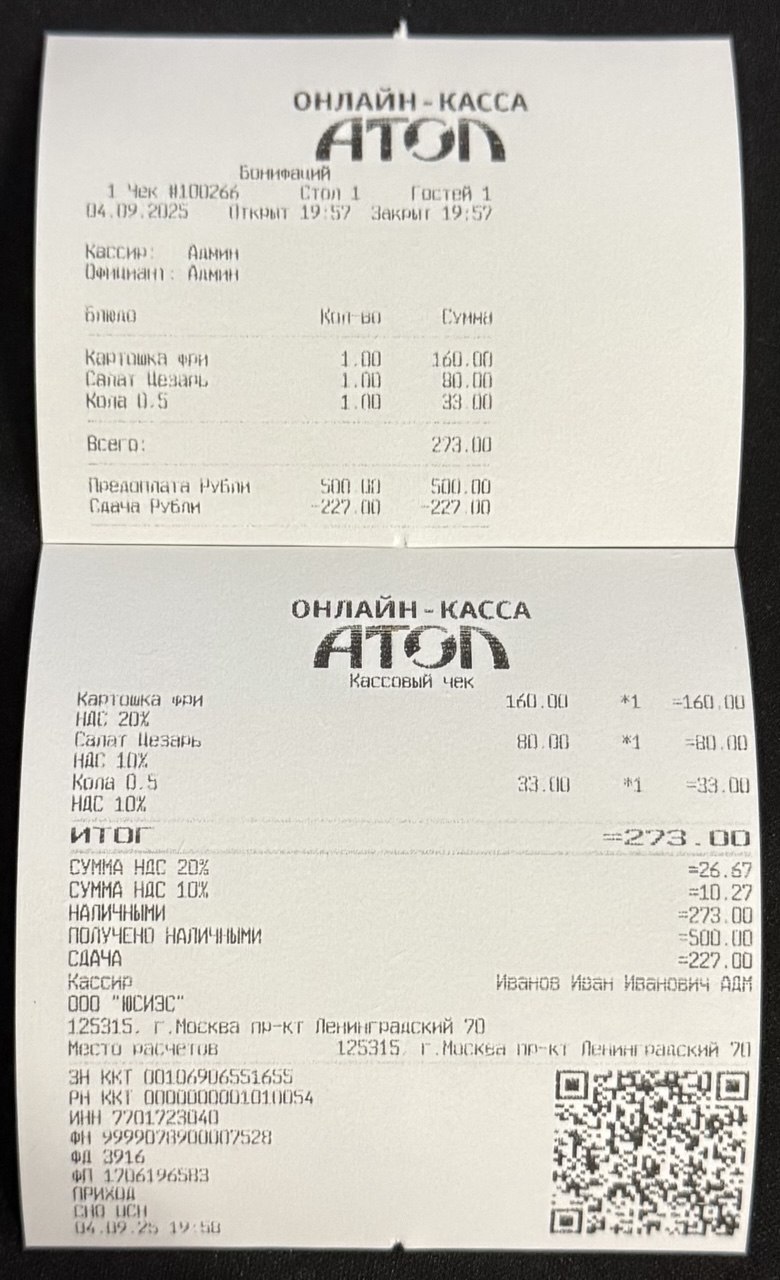 ОНЛАЙН-КАССА
АТОЛ
Бонифаций
1 Чек #100266 Стол 1 Гостей 1
04.09.2025 Открыт 19:57 Закрыт 19:57
Кассир: Админ
Официант: Админ
Блюдо Кол-во Сумма
Картошка фри 1.00 160.00
Салат Цезарь 1.00 80.00
Кола 0.5 1.00 33.00
Всего: 273.00
Предоплата Рубли 500.00 500.00
Сдача Рубли -227.00 -227.00
ОНЛАЙН-КАССА
АТОЛ
Кассовый чек
Картошка фри 160.00 *1 =160.00
НДС 20%
Салат Цезарь 80.00 *1 =80.00
НДС 10%
Кола 0.5 33.00 *1 =33.00
НДС 10%
ИТОГ =273.00
СУММА НДС 20% =26.67
СУММА НДС 10% =10.27
НАЛИЧНЫМИ =273.00
ПОЛУЧЕНО НАЛИЧНЫМИ =500.00
СДАЧА =227.00
Кассир Иванов Иван Иванович АДМ
ООО "ЮСИЭС"
125315, г.Москва пр-кт Ленинградский 70
Место расчетов 125315, г.Москва пр-кт Ленинградский 70
ЗН ККТ 00106906551655
РН ККТ 0000000001010054
ИНН 7701723040
ФН 9999078900007528
ФД 3916
ФП 1706196583
ПРИХОД
СНО ОСН
04.09.25 19:58